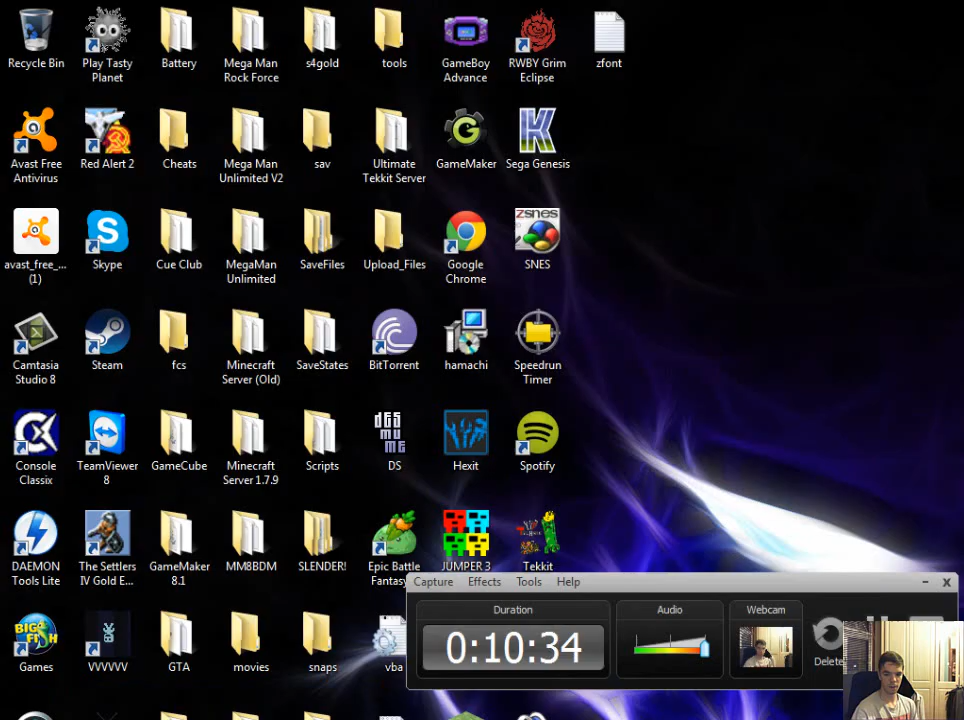 Recycle Bin
Play Tasty
Planet
Battery
Mega Man
Rock Force
s4gold
tools
GameBoy
Advance
RWBY Grim
Eclipse
zfont
Avast Free
Antivirus
Red Alert 2
Cheats
Mega Man
Unlimited V2
sav
Ultimate
Tekkit Server
GameMaker
K
Sega Genesis
avast_free_...
(1)
Skype
Cue Club
MegaMan
Unlimited
SaveFiles
Upload_Files
Google
Chrome
ZSNES
SNES
Camtasia
Studio 8
Steam
fcs
Minecraft
Server (Old)
SaveStates
BitTorrent
hamachi
Speedrun
Timer
Console
Classix
TeamViewer
8
GameCube
Minecraft
Server 1.7.9
Scripts
DS
Hexit
Spotify
DAEMON
Tools Lite
The Settlers
IV Gold E...
GameMaker
8.1
MM8BDM
SLENDER!
Epic Battle
Fantasy
JUMPER 3
Tekkit
BIG
FISH
Games
VVVVVV
GTA
movies
snaps
vba
Capture Effects Tools Help
Duration
Audio
Webcam
0:10:34
Delete